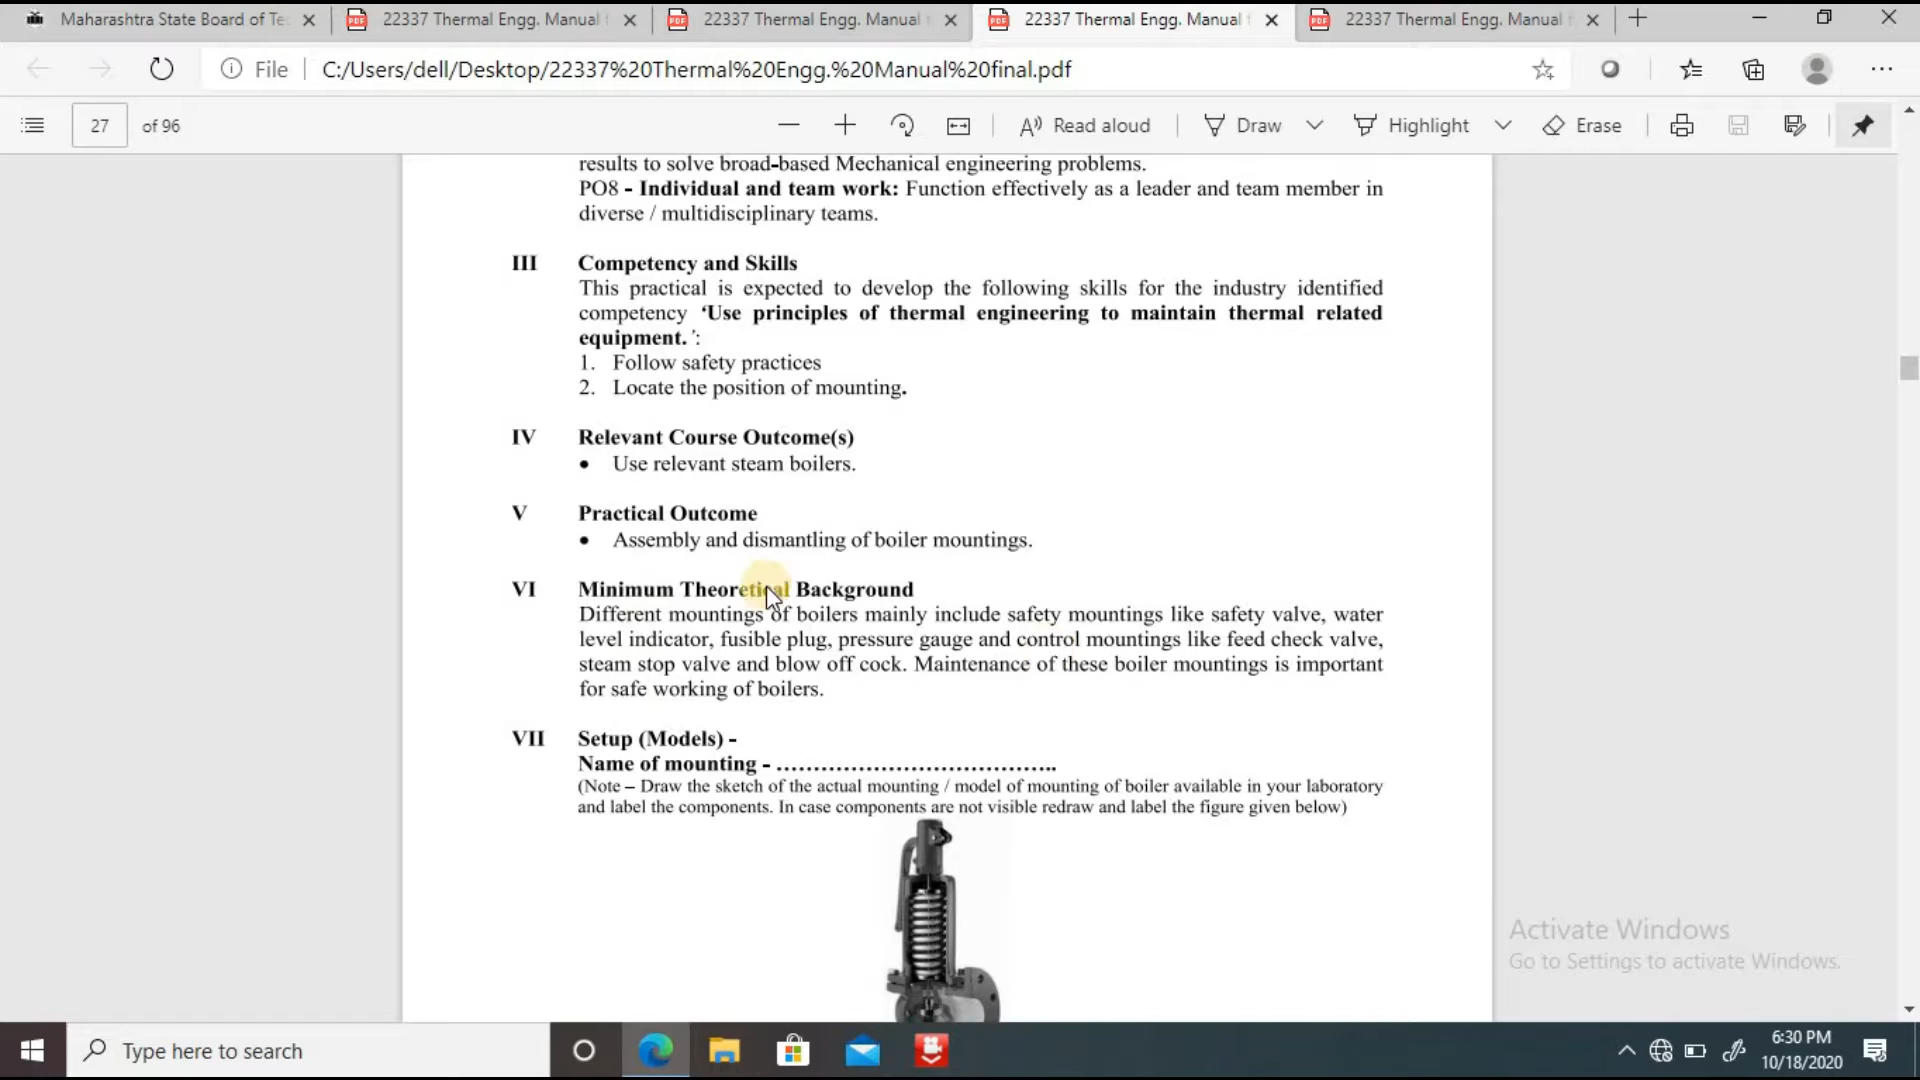 Maharashtra State Board of Te
22337 Thermal Engg. Manual f
22337 Thermal Engg. Manual f
22337 Thermal Engg. Manual f
22337 Thermal Engg. Manual f
File
C:/Users/dell/Desktop/22337%20Thermal%20Engg.%20Manual%20final.pdf
27 of 96
Read aloud
Draw
Highlight
Erase
results to solve broad-based Mechanical engineering problems.
PO8 - Individual and team work: Function effectively as a leader and team member in
diverse / multidisciplinary teams.
III Competency and Skills
This practical is expected to develop the following skills for the industry identified
competency ‘Use principles of thermal engineering to maintain thermal related
equipment.’:
1. Follow safety practices
2. Locate the position of mounting.
IV Relevant Course Outcome(s)
• Use relevant steam boilers.
V Practical Outcome
• Assembly and dismantling of boiler mountings.
VI Minimum Theoretical Background
Different mountings of boilers mainly include safety mountings like safety valve, water
level indicator, fusible plug, pressure gauge and control mountings like feed check valve,
steam stop valve and blow off cock. Maintenance of these boiler mountings is important
for safe working of boilers.
VII Setup (Models) -
Name of mounting - …………………………………..
(Note – Draw the sketch of the actual mounting / model of mounting of boiler available in your laboratory
and label the components. In case components are not visible redraw and label the figure given below)
Activate Windows
Go to Settings to activate Windows.
Type here to search
6:30 PM
10/18/2020